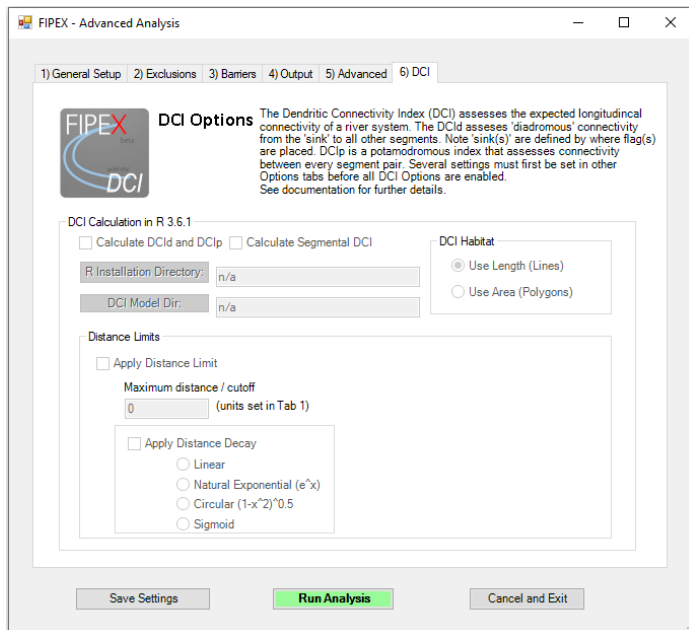 FIPEX - Advanced Analysis
1) General Setup 2) Exclusions 3) Barriers 4) Output 5) Advanced 6) DCI
FIPEX
beta
DCI
DCI Options
The Dendritic Connectivity Index (DCI) assesses the expected longitudincal
connectivity of a river system. The DCId asseses 'diadromous' connectivity
from the 'sink' to all other segments. Note 'sink(s)' are defined by where flag(s)
are placed. DCIp is a potamodromous index that assesses connectivity
between every segment pair. Several settings must first be set in other
Options tabs before all DCI Options are enabled.
See documentation for further details.
DCI Calculation in R 3.6.1
Calculate DCId and DCIp Calculate Segmental DCI
R Installation Directory: n/a
DCI Model Dir: n/a
DCI Habitat
Use Length (Lines)
Use Area (Polygons)
Distance Limits
Apply Distance Limit
Maximum distance / cutoff
0 (units set in Tab 1)
Apply Distance Decay
Linear
Natural Exponential (e^x)
Circular (1-x^2)^0.5
Sigmoid
Save Settings Run Analysis Cancel and Exit